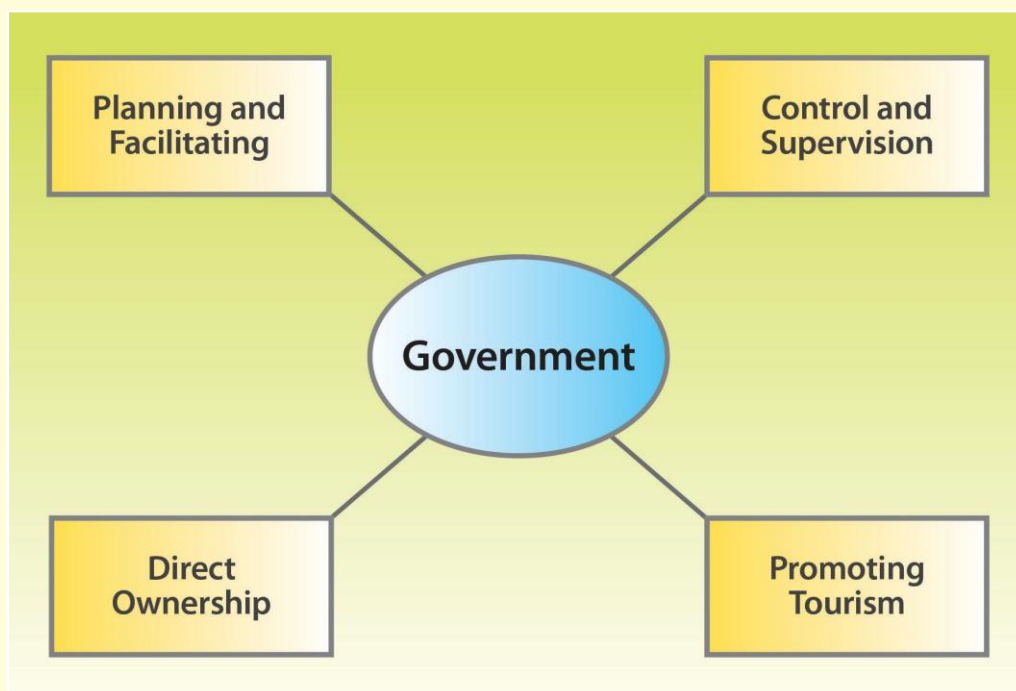 Planning and
Facilitating
Control and
Supervision
Government
Direct
Ownership
Promoting
Tourism